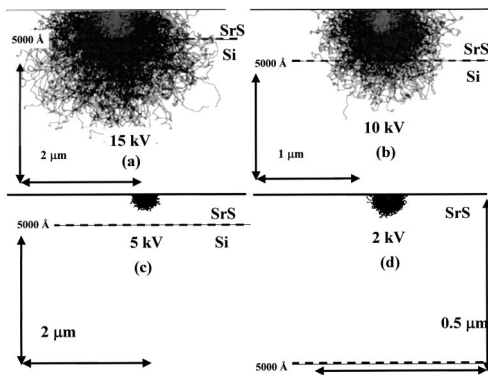 5000 Å
SrS
Si
15 kV
2 μm
(a)
SrS
5000 Å
Si
10 kV
1 μm
(b)
SrS
5000 Å
Si
5 kV
(c)
2 μm
SrS
2 kV
(d)
0.5 μm
5000 Å